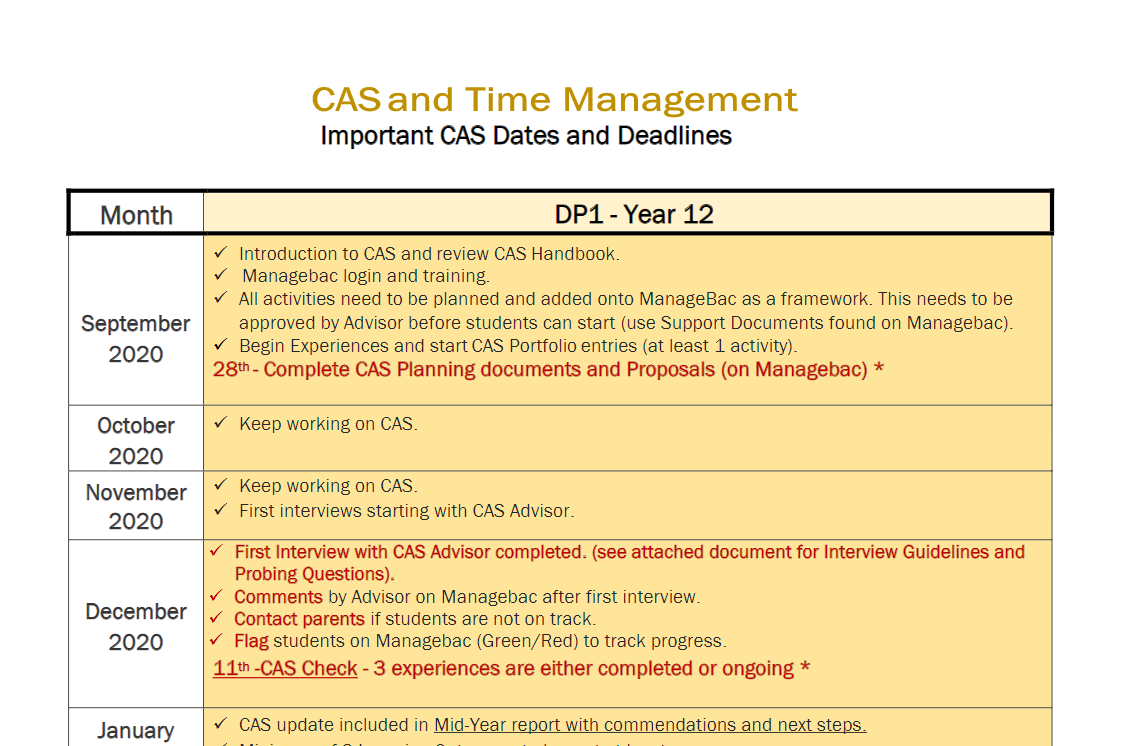 CAS and Time Management
Important CAS Dates and Deadlines
Month
DP1 - Year 12
September
2020
✓ Introduction to CAS and review CAS Handbook.
✓ Managebac login and training.
✓ All activities need to be planned and added onto ManageBac as a framework. This needs to be
approved by Advisor before students can start (use Support Documents found on Managebac).
✓ Begin Experiences and start CAS Portfolio entries (at least 1 activity).
28th - Complete CAS Planning documents and Proposals (on Managebac) *
October
2020
✓ Keep working on CAS.
November
2020
✓ Keep working on CAS.
✓ First interviews starting with CAS Advisor.
December
2020
✓ First Interview with CAS Advisor completed. (see attached document for Interview Guidelines and
Probing Questions).
✓ Comments by Advisor on Managebac after first interview.
✓ Contact parents if students are not on track.
✓ Flag students on Managebac (Green/Red) to track progress.
11th -CAS Check - 3 experiences are either completed or ongoing *
January
✓ CAS update included in Mid-Year report with commendations and next steps.